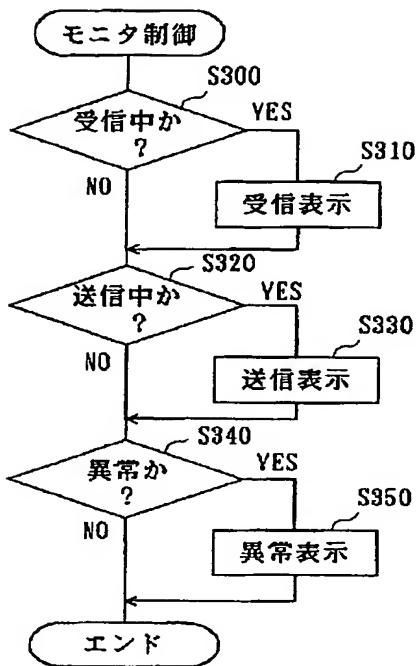 モニタ制御
S300
受信中か
?
YES
NO
S310
受信表示
S320
送信中か
?
YES
NO
S330
送信表示
S340
異常か
?
YES
NO
S350
異常表示
エンド